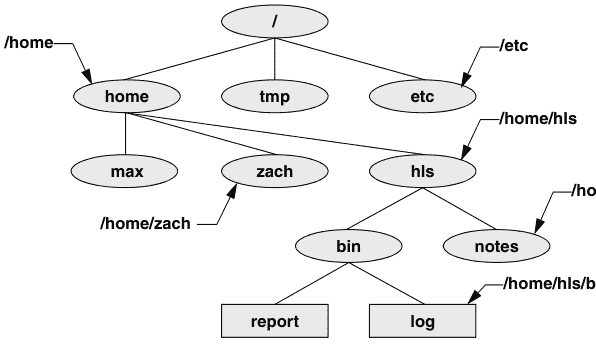 /
/home
/etc
home
tmp
etc
/home/hls
max
zach
hls
/ho
/home/zach
bin
notes
/home/hls/b
report
log